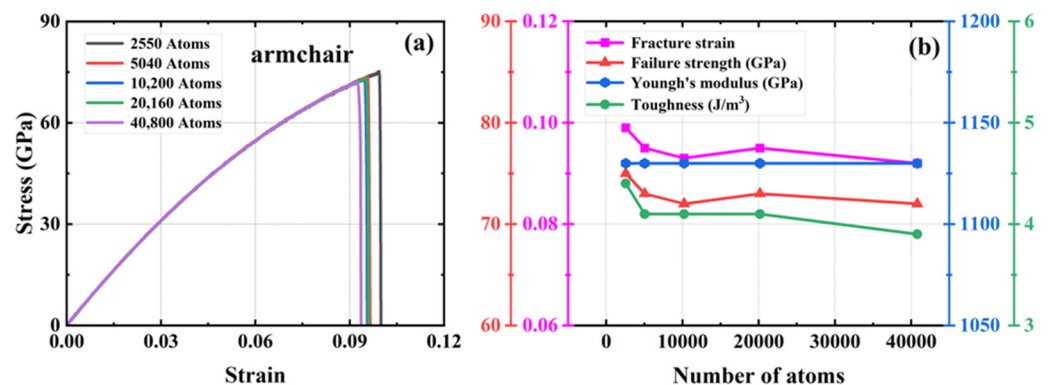 90
60
30
0
0.00
0.03
0.06
0.09
0.12
Stress (GPa)
Strain
(a)
armchair
2550 Atoms
5040 Atoms
10,200 Atoms
20,160 Atoms
40,800 Atoms
90
80
70
60
0.12
0.10
0.08
0.06
(b)
Fracture strain
Failure strength (GPa)
Youngh's modulus (GPa)
Toughness (J/m³)
0
10000
20000
30000
40000
Number of atoms
1200
1150
1100
1050
6
5
4
3